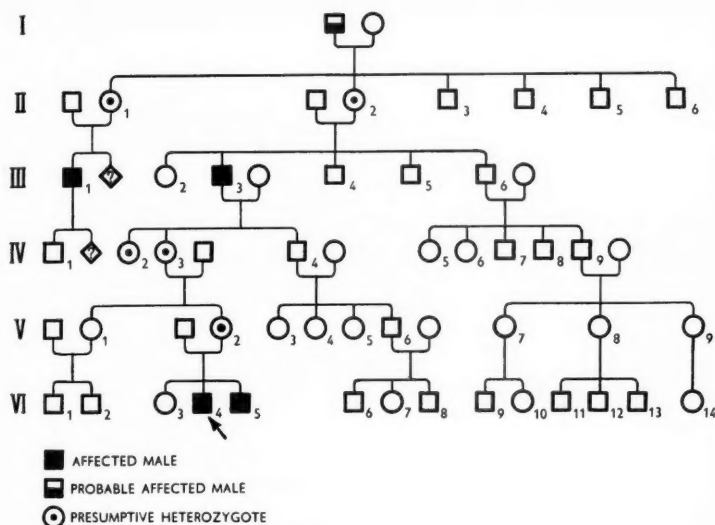 I
II 1 2 3 4 5 6
III 1 ? 2 3 4 5 6
IV 1 ? 2 3 4 5 6 7 8 9
V 1 2 3 4 5 6 7 8 9
VI 1 2 3 4 5 6 7 8 9 10 11 12 13 14
AFFECTED MALE
PROBABLE AFFECTED MALE
PRESUMPTIVE HETEROZYGOTE